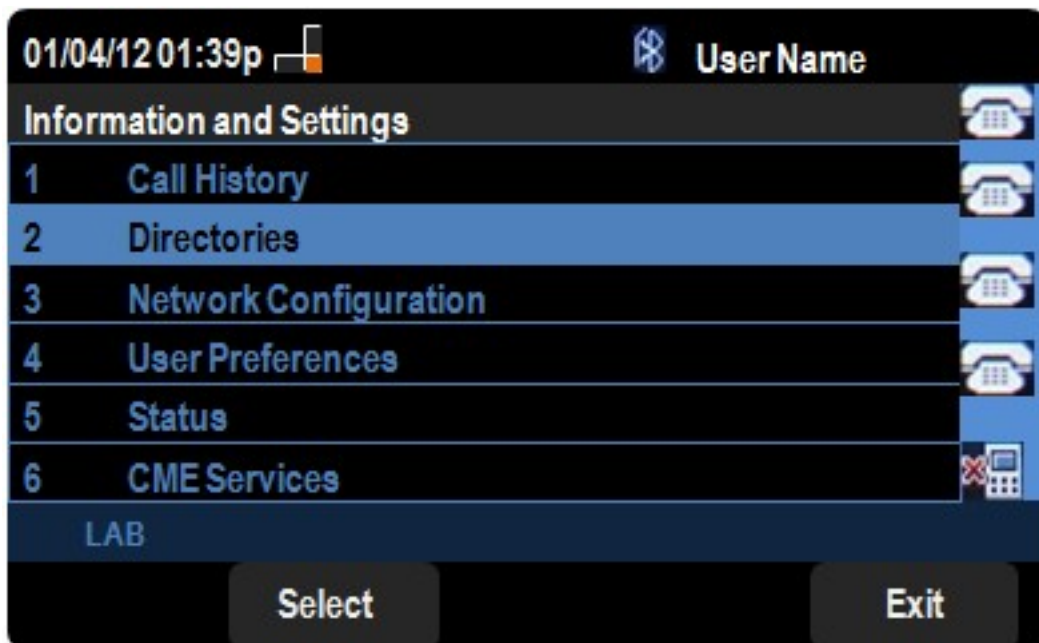 01/04/12 01:39p User Name
Information and Settings
1 Call History
2 Directories
3 Network Configuration
4 User Preferences
5 Status
6 CME Services
LAB
Select Exit